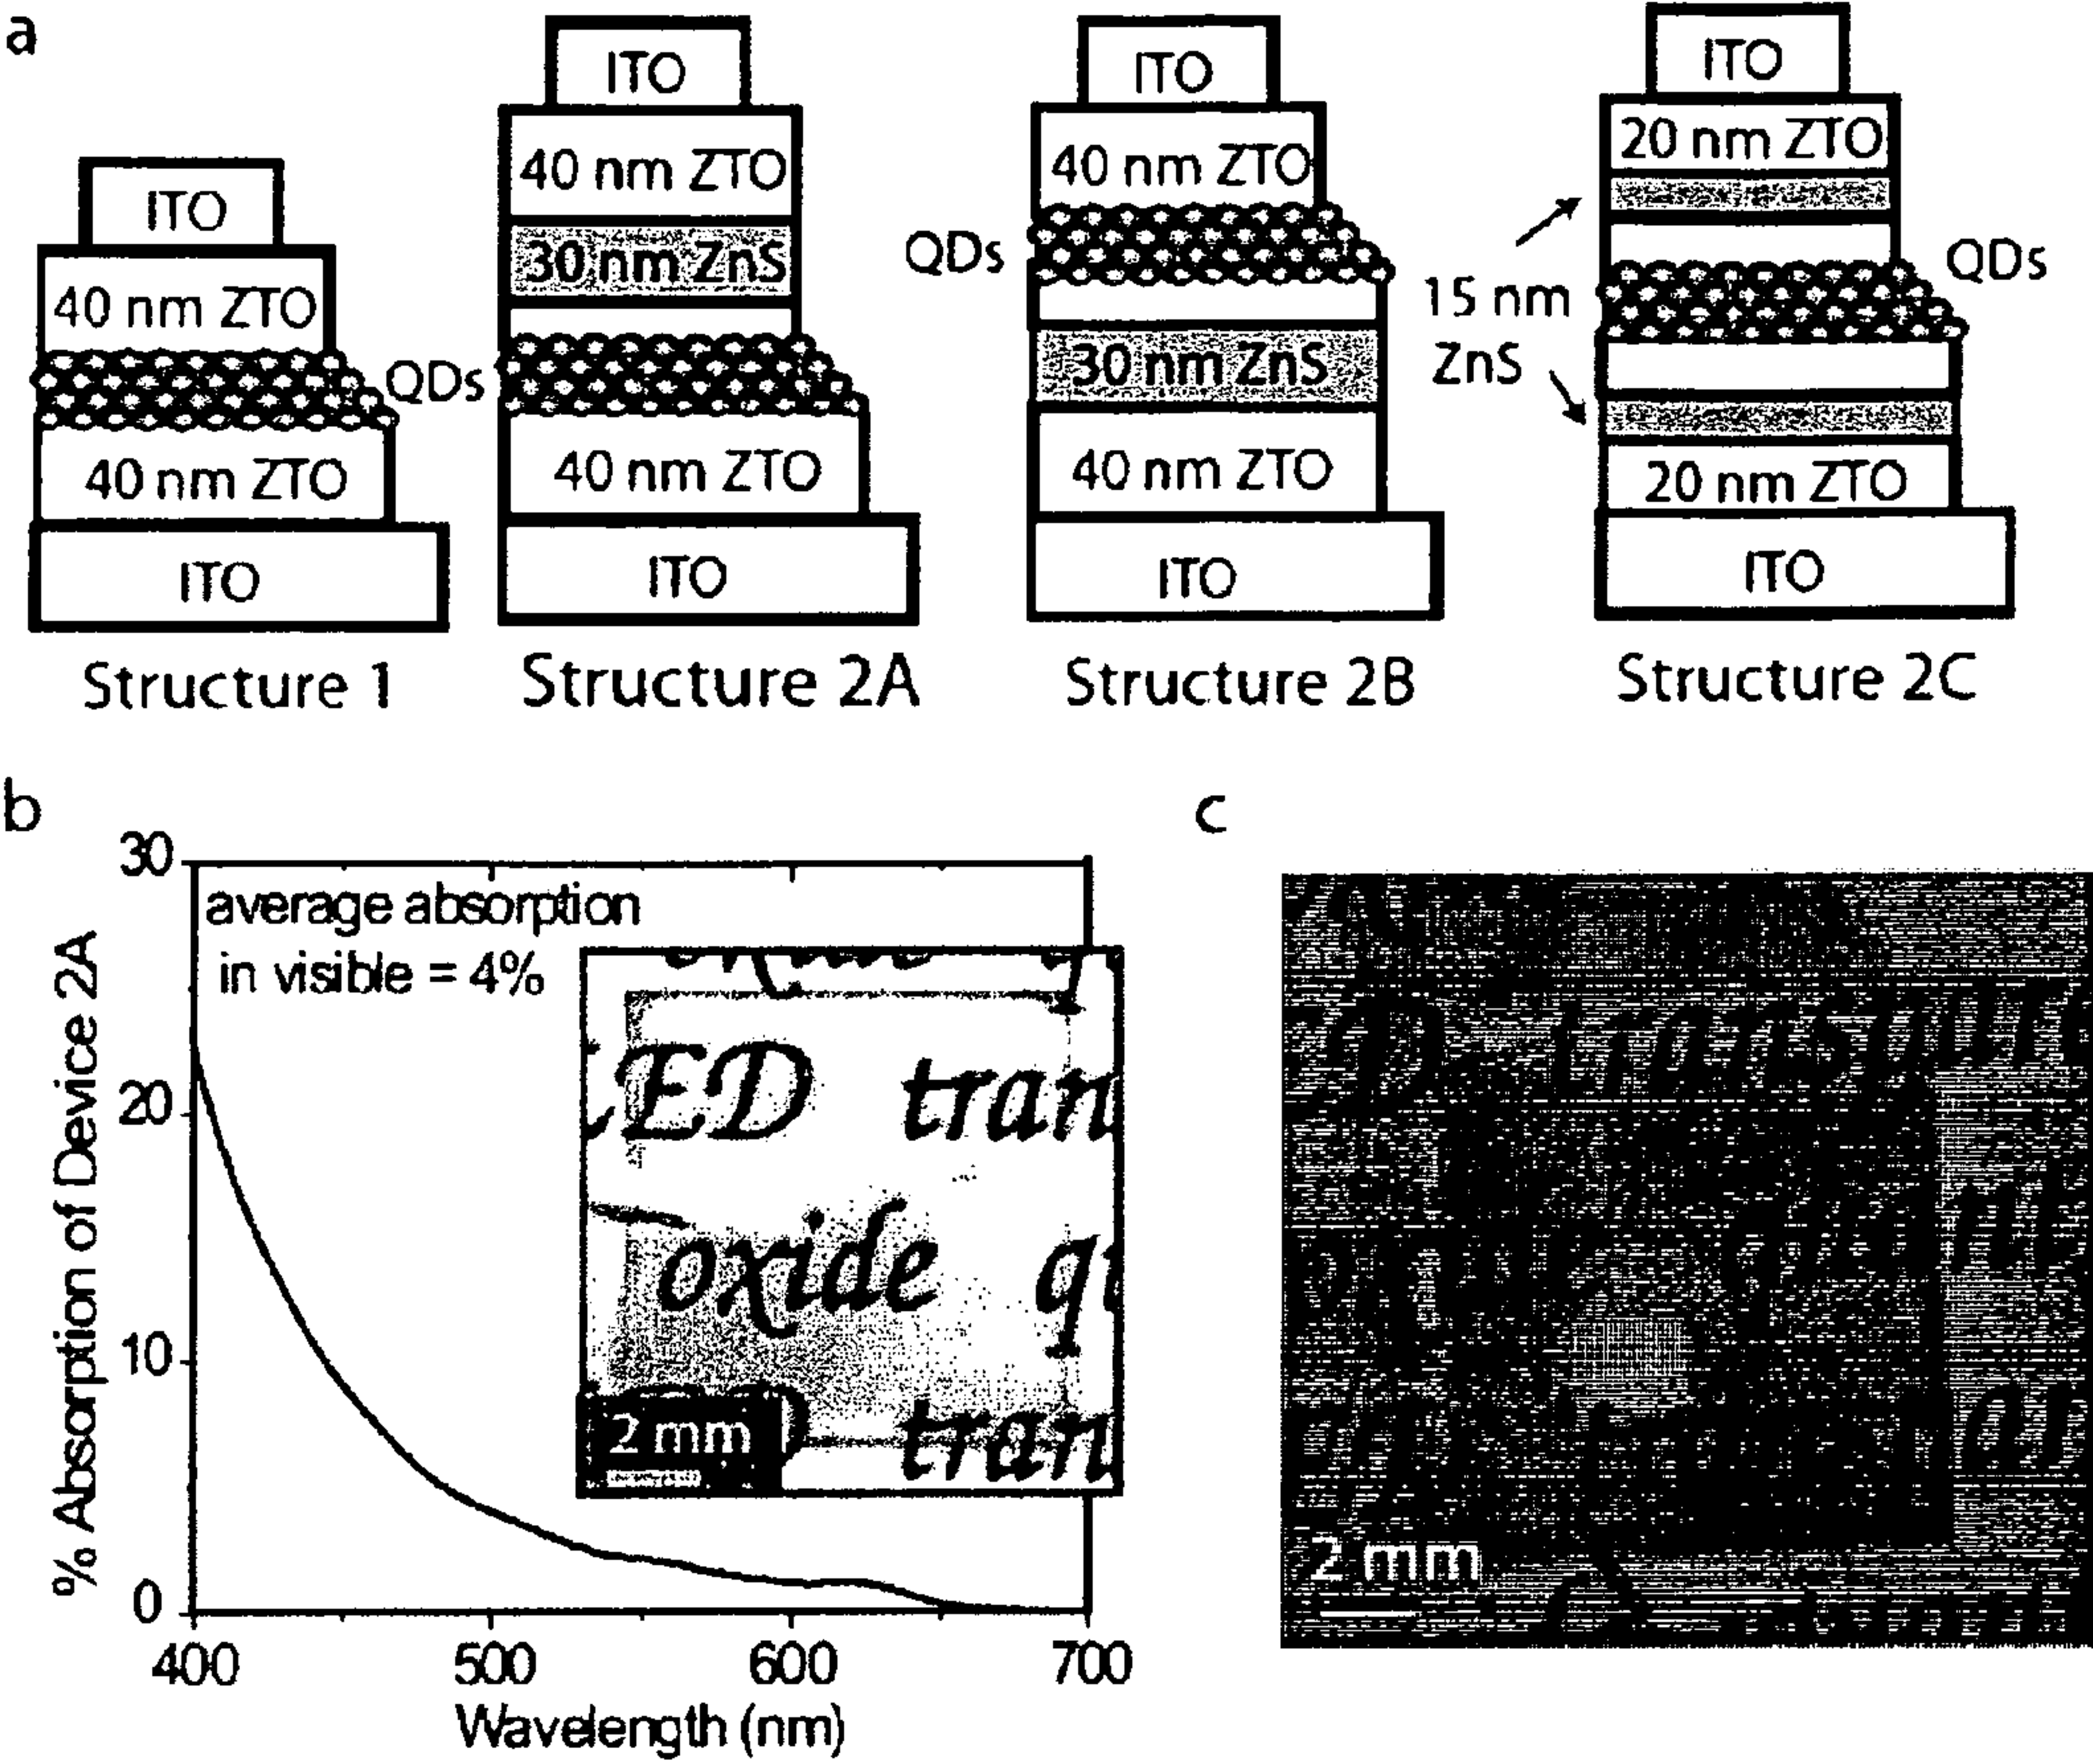 a
ITO
40 nm ZTO
QDs
40 nm ZTO
ITO
Structure 1
ITO
40 nm ZTO
30 nm ZnS
40 nm ZTO
ITO
Structure 2A
ITO
40 nm ZTO
QDs
30 nm ZnS
40 nm ZTO
ITO
Structure 2B
ITO
20 nm ZTO
QDs
15 nm
ZnS
20 nm ZTO
ITO
Structure 2C
b
30
20
10
0
% Absorption of Device 2A
average absorption
in visible = 4%
ED tran
oxide qu
tran
2 mm
400 500 600 700
Wavelength (nm)
c
2 mm